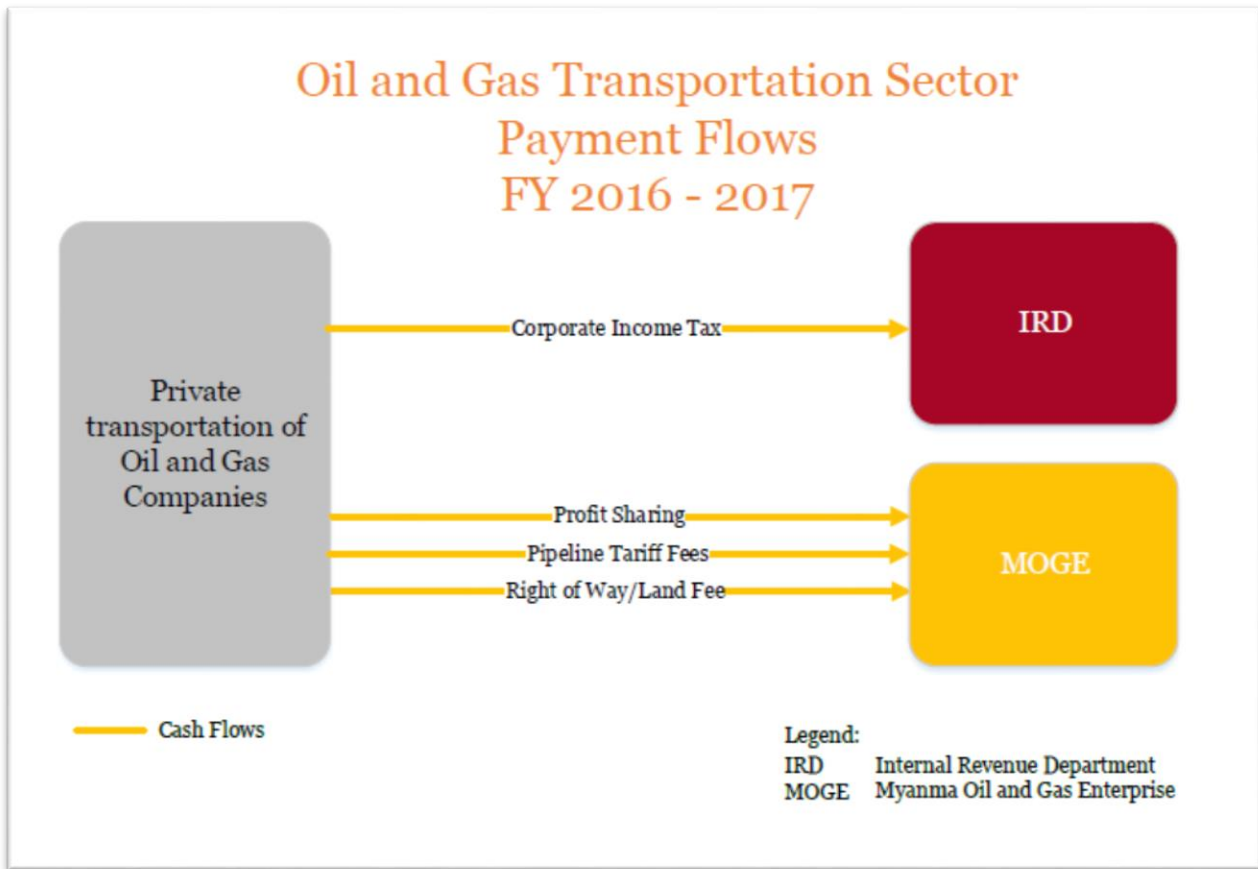 Oil and Gas Transportation Sector
Payment Flows
FY 2016 - 2017
Private
transportation of
Oil and Gas
Companies
Corporate Income Tax
IRD
Profit Sharing
Pipeline Tariff Fees
Right of Way/Land Fee
MOGE
Cash Flows
Legend:
IRD Internal Revenue Department
MOGE Myanma Oil and Gas Enterprise